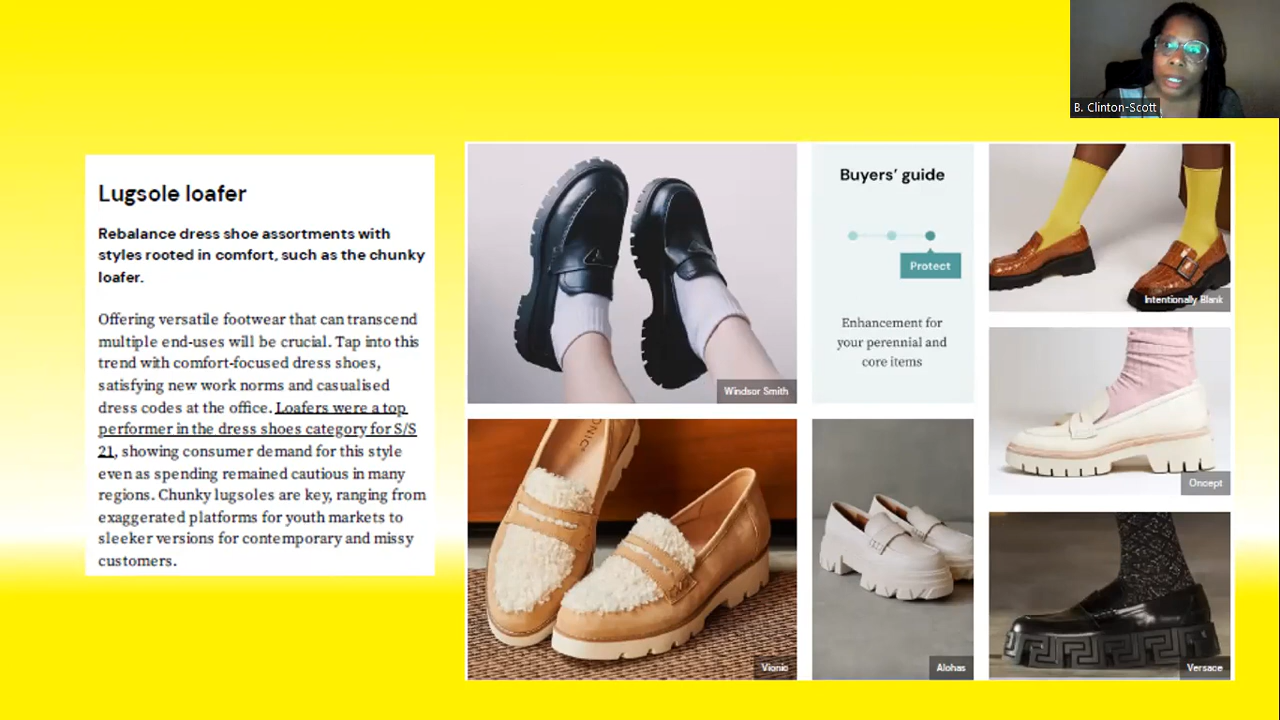 B. Clinton-Scott
Lugsole loafer
Rebalance dress shoe assortments with
styles rooted in comfort, such as the chunky
loafer.
Offering versatile footwear that can transcend
multiple end-uses will be crucial. Tap into this
trend with comfort-focused dress shoes,
satisfying new work norms and casualised
dress codes at the office. Loafers were a top
performer in the dress shoes category for S/S
21, showing consumer demand for this style
even as spending remained cautious in many
regions. Chunky lugsoles are key, ranging from
exaggerated platforms for youth markets to
sleeker versions for contemporary and missy
customers.
Windsor Smith
Buyers' guide
Protect
Enhancement for
your perennial and
core items
Intentionally Blank
Oncept
Vionic
Alohas
Versace